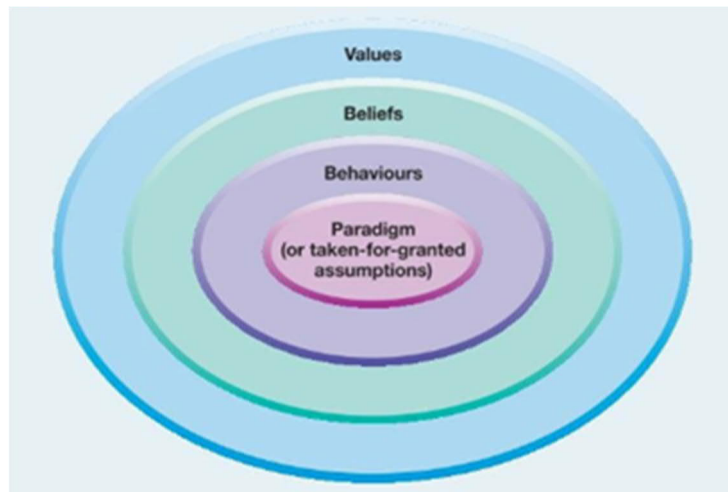 Values
Beliefs
Behaviours
Paradigm
(or taken-for-granted
assumptions)